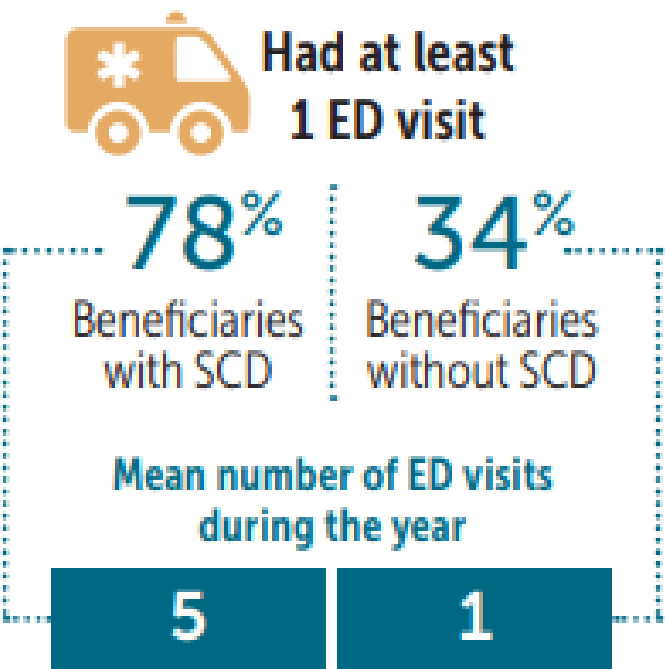 Had at least
1 ED visit
78%
Beneficiaries
with SCD
34%
Beneficiaries
without SCD
Mean number of ED visits
during the year
5
1